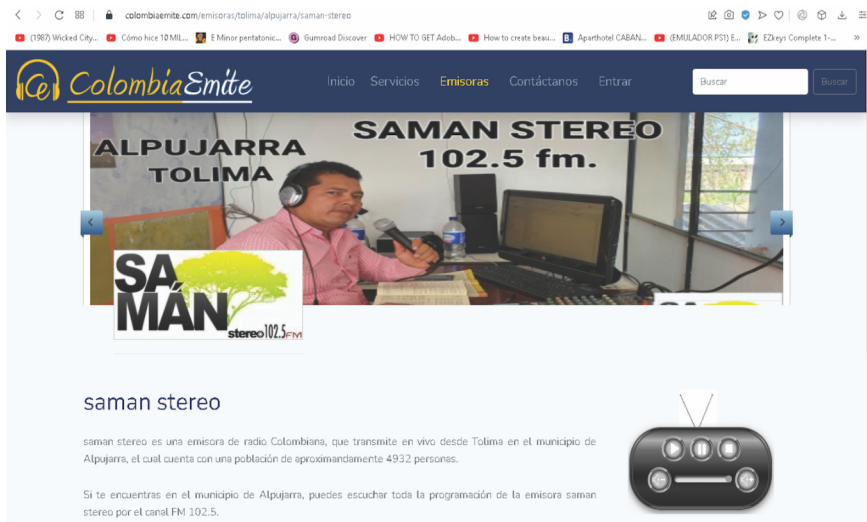 colombiaemite.com/emisoras/tolima/alpujarra/saman-stereo
(1987) Wicked City... Cómo hice 10 MIL... E Minor pentatonic... Gumroad Discover HOW TO GET Adob... How to create beau... Aparthotel CABAN... (EMULADOR PS1) E... EZkeys Complete 1-... »
Ce ColombiaEmite Inicio Servicios Emisoras Contáctanos Entrar Buscar Buscar
ALPUJARRA
TOLIMA
SAMAN STEREO
102.5 fm.
SA
MÁN
stereo102.5FM
saman stereo
saman stereo es una emisora de radio Colombiana, que transmite en vivo desde Tolima en el municipio de
Alpujarra, el cual cuenta con una población de aproximandamente 4932 personas.
Si te encuentras en el municipio de Alpujarra, puedes escuchar toda la programación de la emisora saman
stereo por el canal FM 102.5.